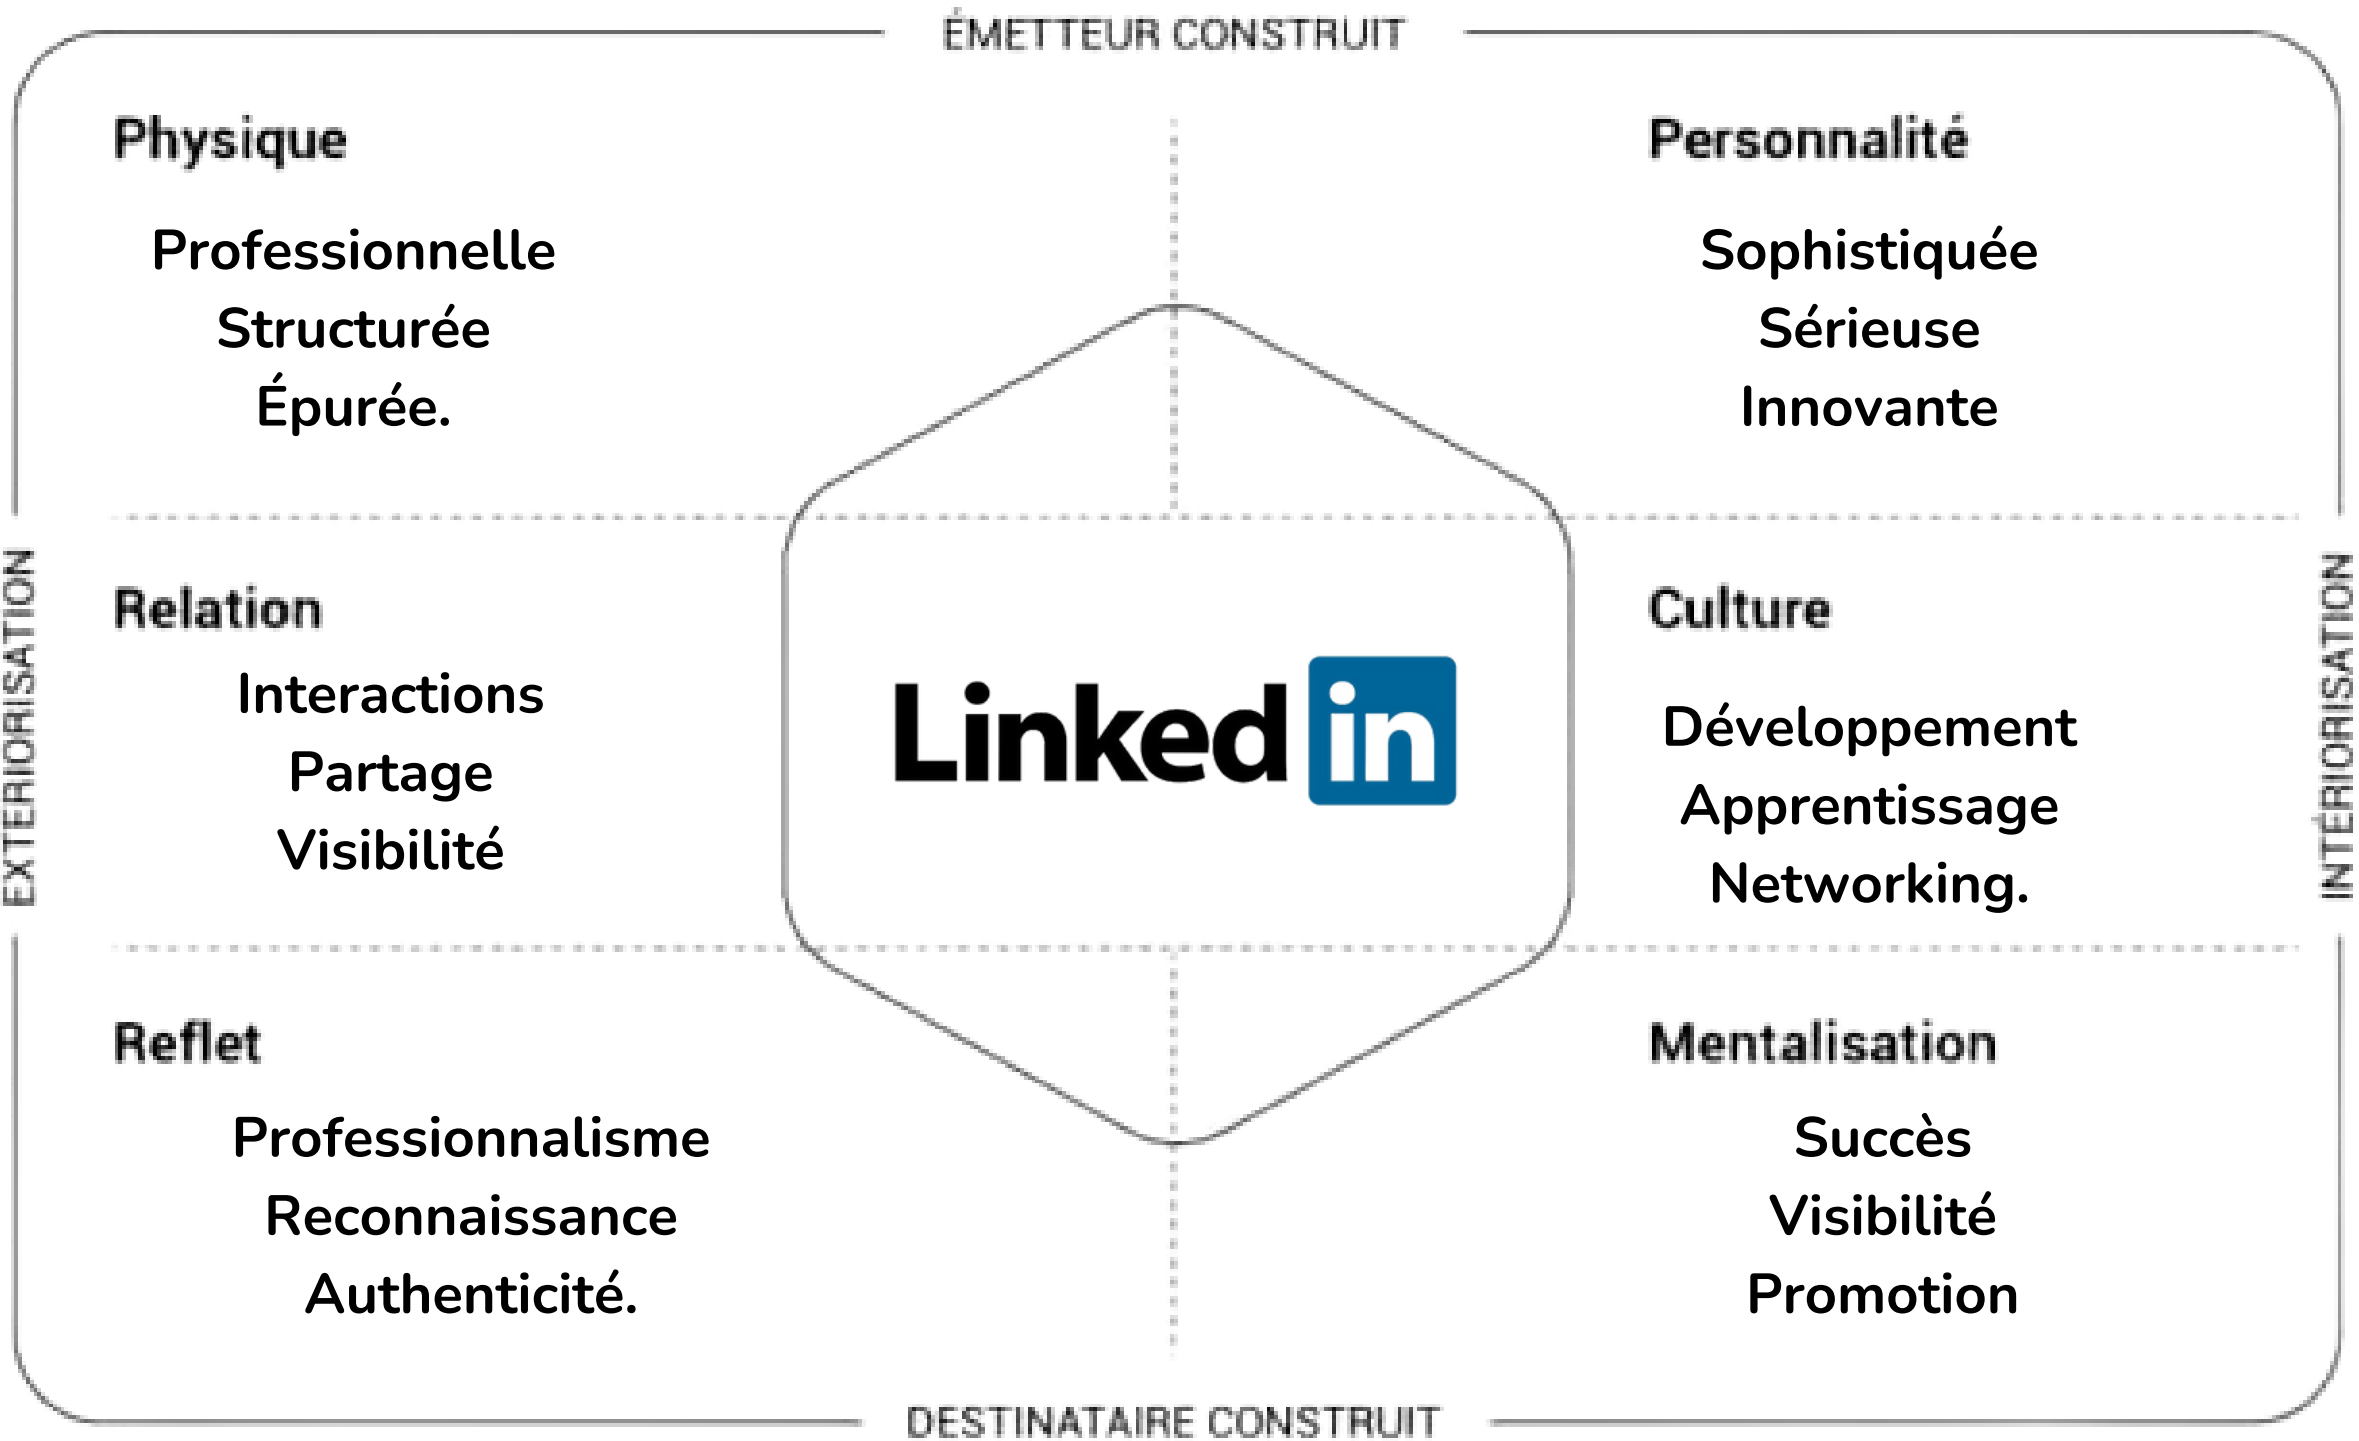 ÉMETTEUR CONSTRUIT
Physique
Professionnelle
Structurée
Épurée.
Personnalité
Sophistiquée
Sérieuse
Innovante
EXTERIORISATION
Relation
Interactions
Partage
Visibilité
Linked in
Culture
Développement
Apprentissage
Networking.
INTÉRIORISATION
Reflet
Professionnalisme
Reconnaissance
Authenticité.
Mentalisation
Succès
Visibilité
Promotion
DESTINATAIRE CONSTRUIT